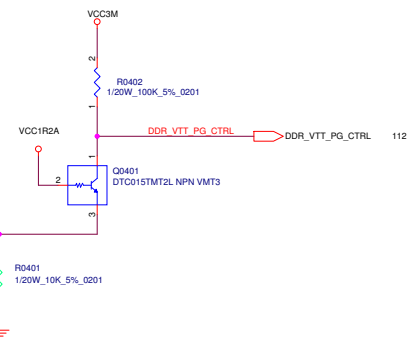 VCC3M
2
R0402
1/20W_100K_5%_0201
1
VCC1R2A
DDR_VTT_PG_CTRL
DDR_VTT_PG_CTRL 112
1
Q0401
2
DTC015TMT2L NPN VMT3
3
R0401
1/20W_10K_5%_0201